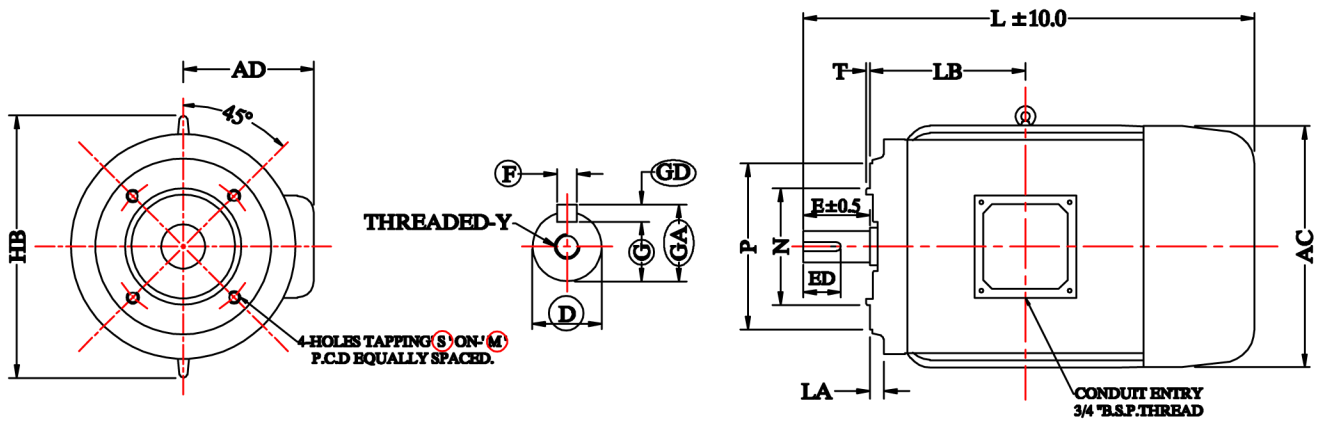 AD
45°
HB
4-HOLES TAPPING'S' ON-'M'
P.C.D EQUALLY SPACED.
F
GD
THREADED-Y
G
GA
D
L ±10.0
T
LB
E±0.5
P
N
ED
AC
LA
CONDUIT ENTRY
3/4 "B.S.P.THREAD